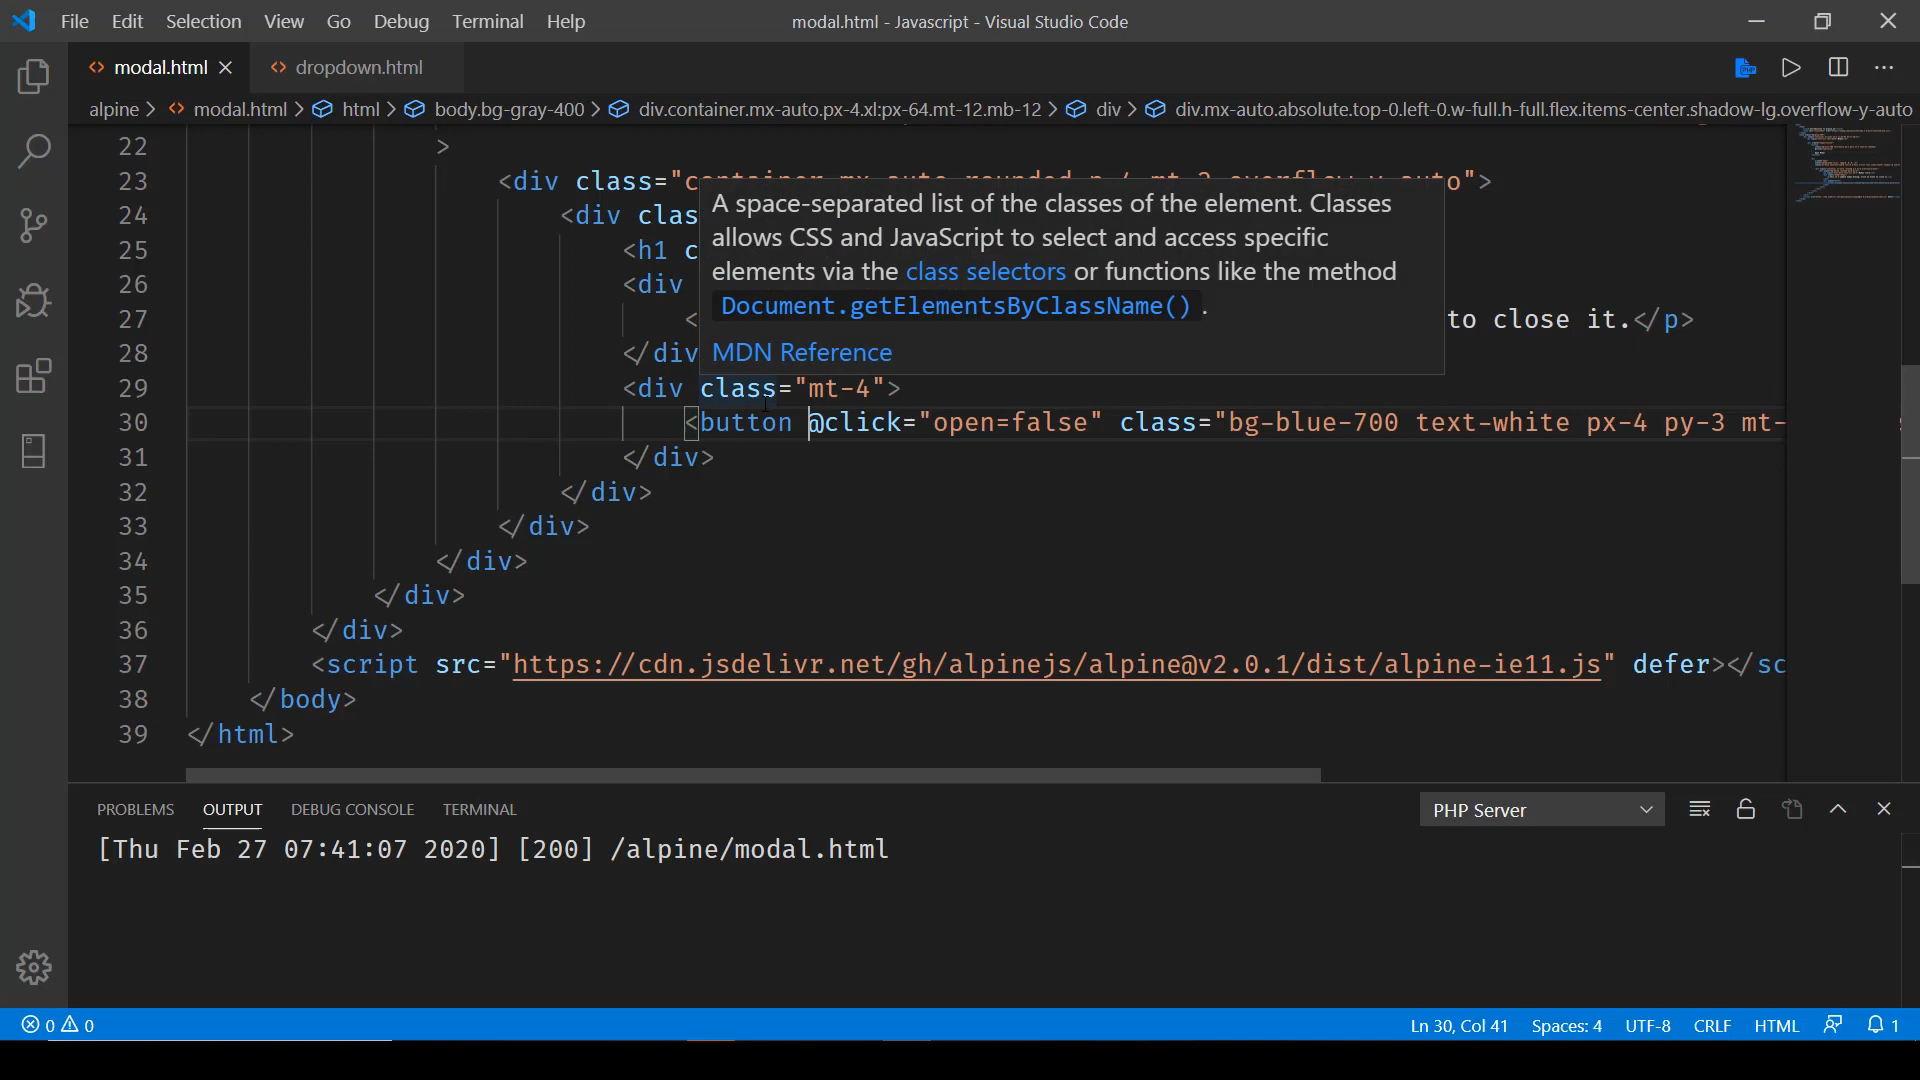 File Edit Selection View Go Debug Terminal Help
modal.html - Javascript - Visual Studio Code
modal.html dropdown.html
alpine > modal.html > html > body.bg-gray-400 > div.container.mx-auto.px-4.xl:px-64.mt-12.mb-12 > div > div.mx-auto.absolute.top-0.left-0.w-full.h-full.flex.items-center.shadow-lg.overflow-y-auto
22 >
23 <div class="container mx-auto rounded p-4 mt-2 overflow-y-auto">
24 <div clas
25 <h1 c
26 <div
27 < to close it.</p>
28 </div
29 <div class="mt-4">
30 <button @click="open=false" class="bg-blue-700 text-white px-4 py-3 mt-
31 </div>
32 </div>
33 </div>
34 </div>
35 </div>
36 </div>
37 <script src="https://cdn.jsdelivr.net/gh/alpinejs/alpine@v2.0.1/dist/alpine-ie11.js" defer></sc
38 </body>
39 </html>
A space-separated list of the classes of the element. Classes
allows CSS and JavaScript to select and access specific
elements via the class selectors or functions like the method
Document.getElementsByClassName() .
MDN Reference
PROBLEMS OUTPUT DEBUG CONSOLE TERMINAL
PHP Server
[Thu Feb 27 07:41:07 2020] [200] /alpine/modal.html
0 0
Ln 30, Col 41 Spaces: 4 UTF-8 CRLF HTML 1